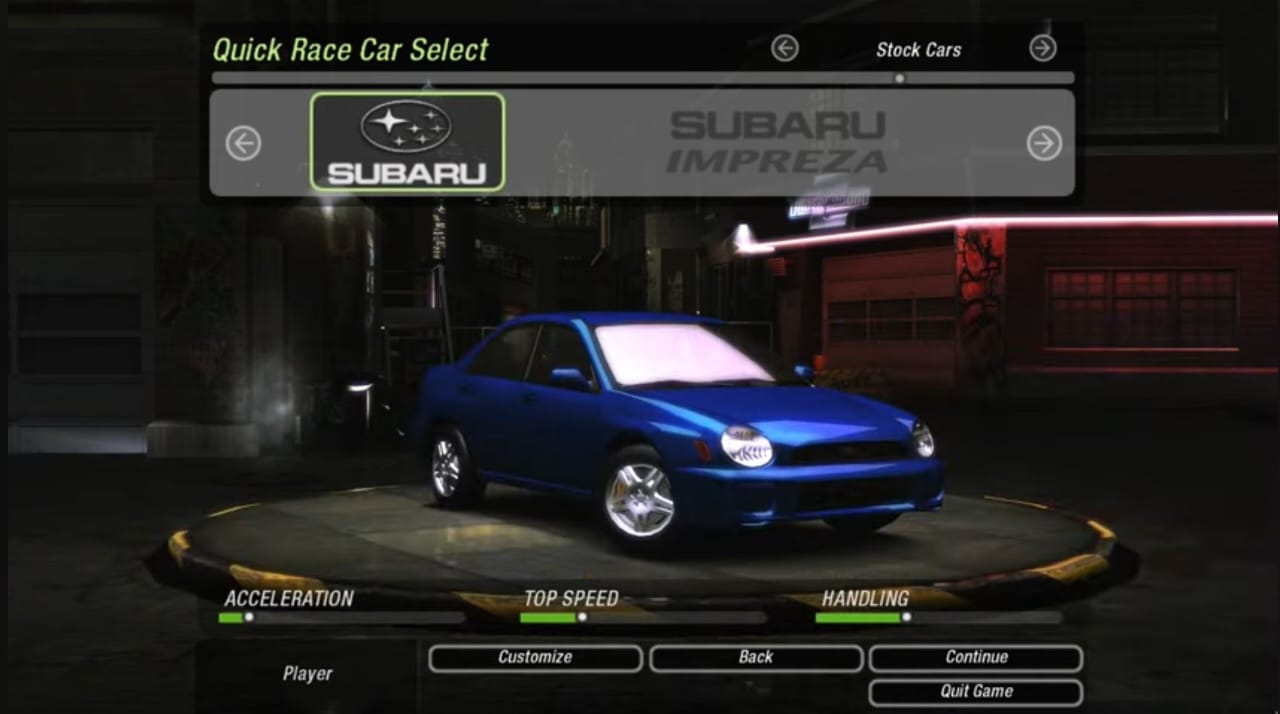 Quick Race Car Select
Stock Cars
SUBARU
SUBARU
IMPREZA
ACCELERATION
TOP SPEED
HANDLING
Player
Customize
Back
Continue
Quit Game